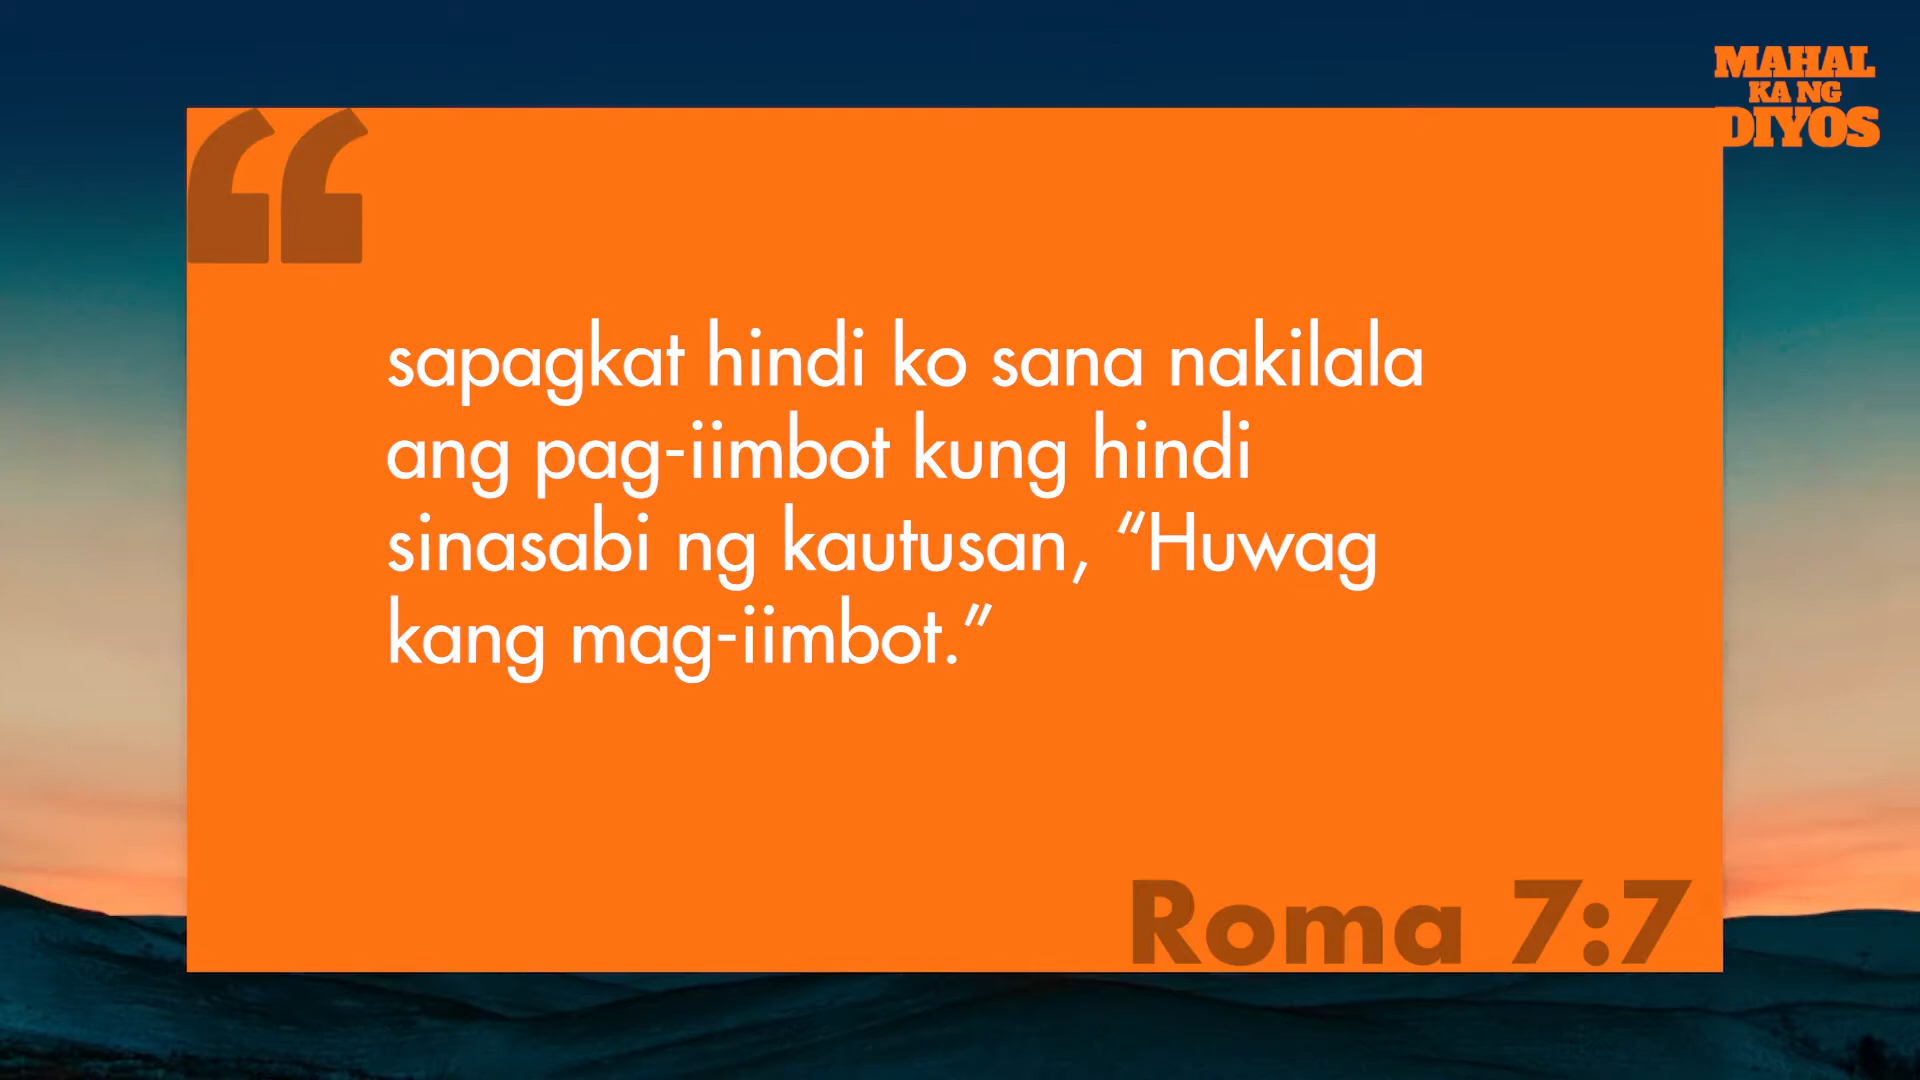 MAHAL
KA NG
DIYOS
“
sapagkat hindi ko sana nakilala
ang pag-iimbot kung hindi
sinasabi ng kautusan, “Huwag
kang mag-iimbot.”
Roma 7:7